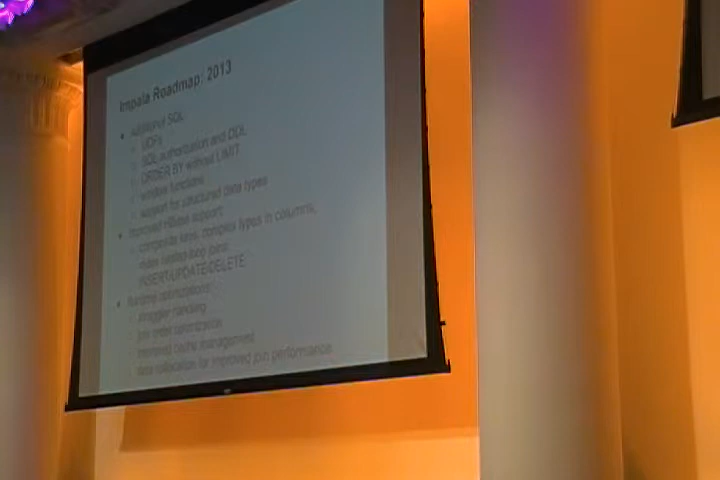 Impala Roadmap: 2013
Additional SQL:
UDFs
SQL authorization and DDL
ORDER BY without LIMIT
window functions
support for structured data types
Improved HBase support:
composite keys, complex types in columns,
index nested-loop joins,
INSERT/UPDATE/DELETE
Runtime optimizations:
straggler handling
join order optimization
improved cache management
data collocation for improved join performance